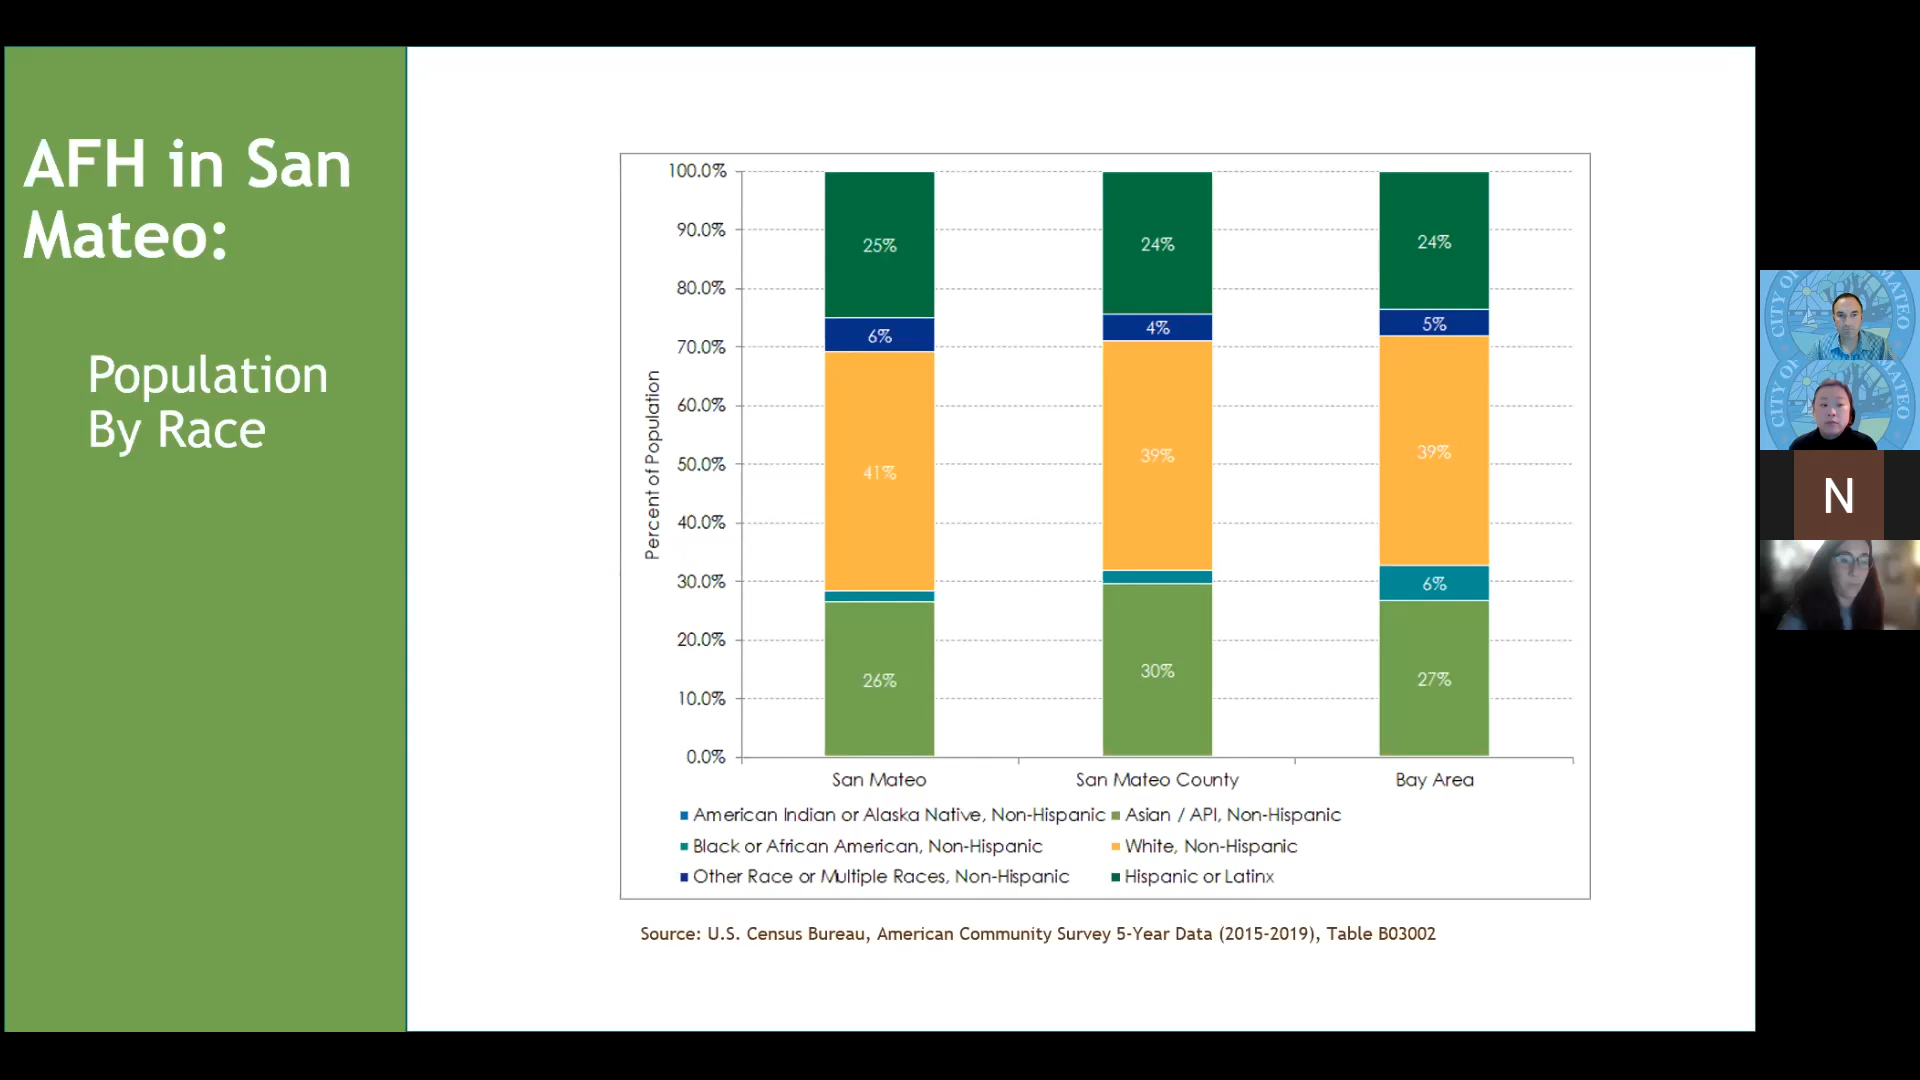 AFH in San
Mateo:
Population
By Race
100.0%
90.0%
80.0%
70.0%
60.0%
50.0%
40.0%
30.0%
20.0%
10.0%
0.0%
Percent of Population
25%
6%
41%
26%
24%
4%
39%
30%
24%
5%
39%
6%
27%
San Mateo
San Mateo County
Bay Area
American Indian or Alaska Native, Non-Hispanic
Asian / API, Non-Hispanic
Black or African American, Non-Hispanic
White, Non-Hispanic
Other Race or Multiple Races, Non-Hispanic
Hispanic or Latinx
Source: U.S. Census Bureau, American Community Survey 5-Year Data (2015-2019), Table B03002
CITY OF MATEO
CITY OF MATEO
N